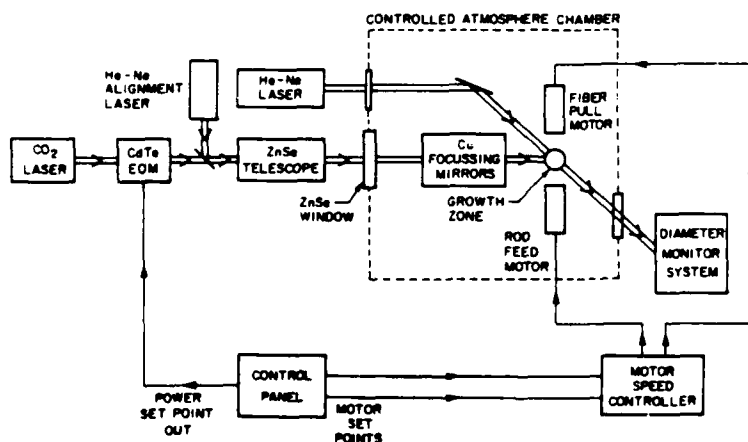 CONTROLLED ATMOSPHERE CHAMBER
He-Ne
ALIGNMENT
LASER
He-Ne
LASER
FIBER
PULL
MOTOR
CO2
LASER
CdTe
EOM
ZnSe
TELESCOPE
Cu
FOCUSSING
MIRRORS
ZnSe
WINDOW
GROWTH
ZONE
ROD
FEED
MOTOR
DIAMETER
MONITOR
SYSTEM
POWER
SET POINT
OUT
CONTROL
PANEL
MOTOR
SET
POINTS
MOTOR
SPEED
CONTROLLER